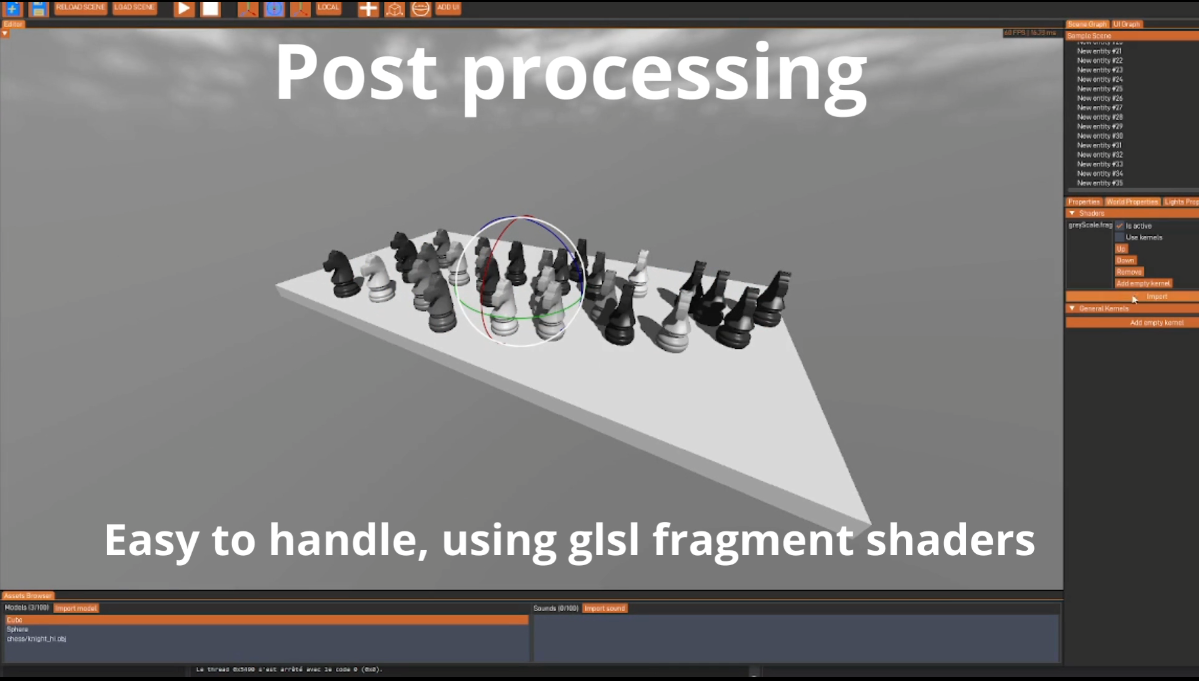 RELOAD SCENE LOAD SCENE LOCAL ADD UI
Editor
60 FPS | 16.23 ms
Post processing
Scene Graph UI Graph
Sample Scene
New entity #21
New entity #22
New entity #23
New entity #24
New entity #25
New entity #26
New entity #27
New entity #28
New entity #29
New entity #30
New entity #31
New entity #32
New entity #33
New entity #34
New entity #35
Properties World Properties Lights Prop
Shaders
greyScale.frag Is active
Use kernels
Up
Down
Remove
Add empty kernel
Import
General Kernels
Add empty kernel
Easy to handle, using glsl fragment shaders
Assets Browser
Models (3/100) Import model
Cube
Sphere
chess/knight_hi.obj
Sounds (0/100) Import sound
Le thread 0x5400 s'est arrêté avec le code 0 (0x0).